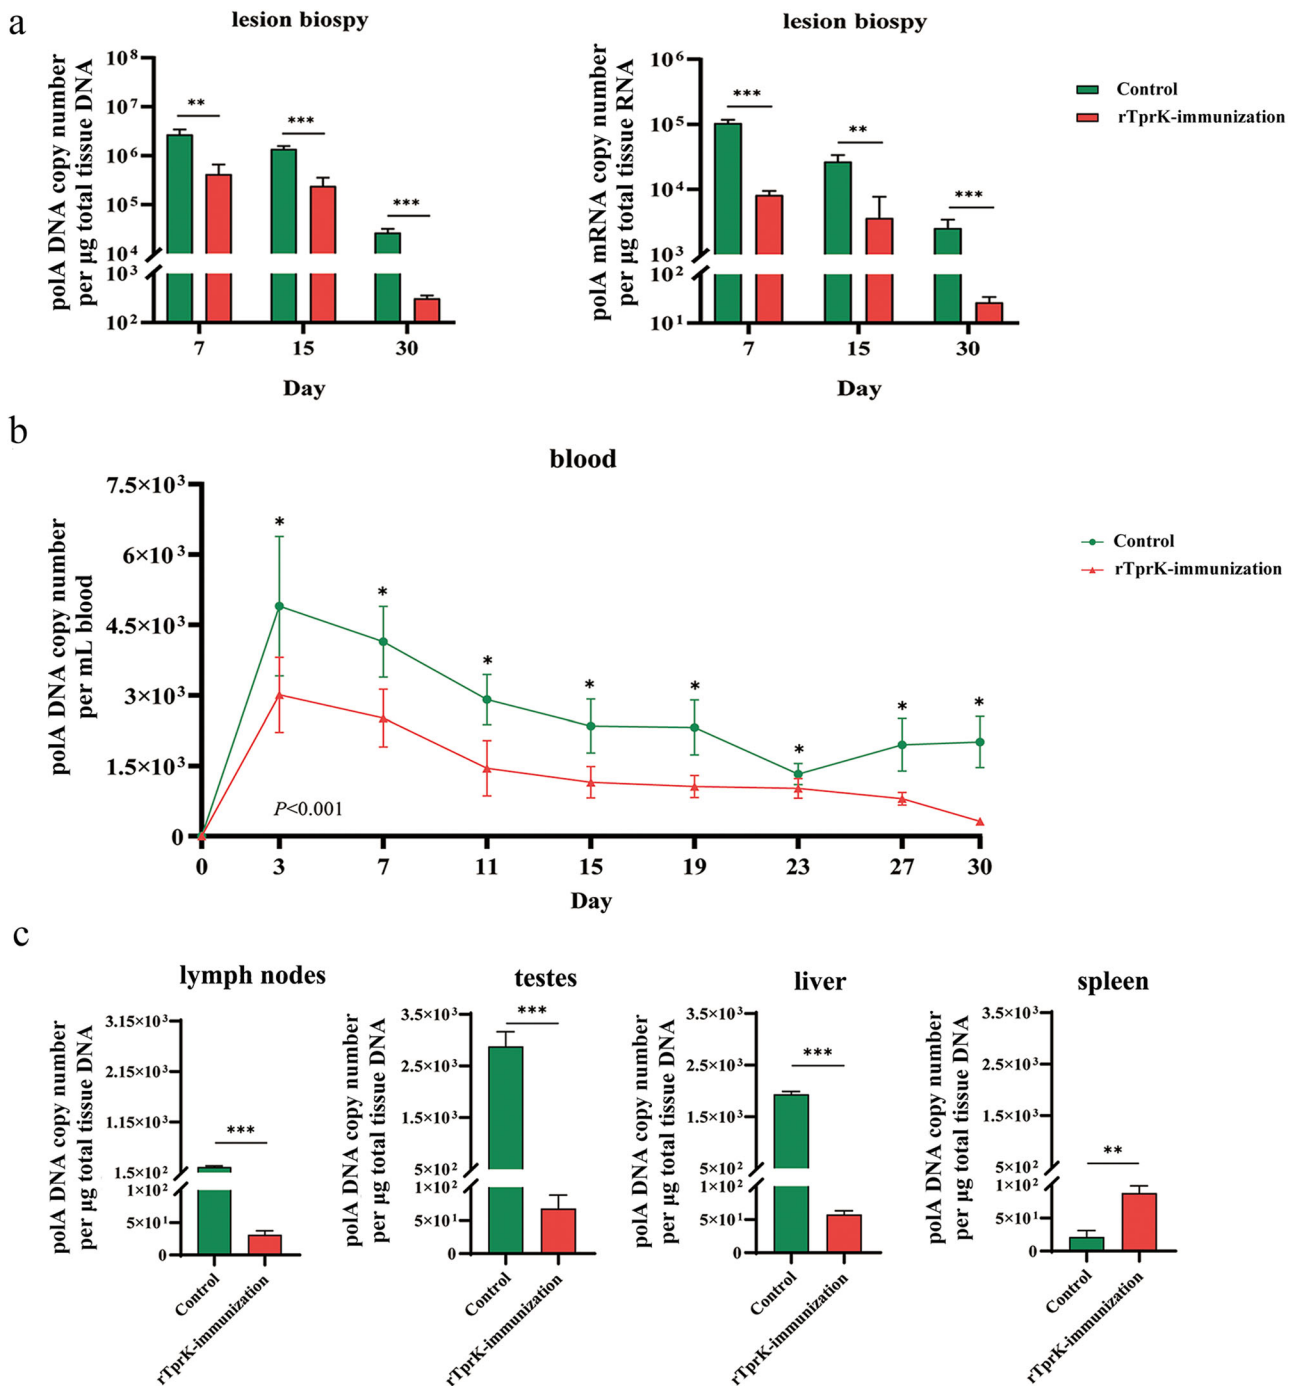 a
lesion biospy
polA DNA copy number
per μg total tissue DNA
10⁸
10⁷
10⁶
10⁵
10⁴
10³
10²
**
***
***
7
15
30
Day
lesion biospy
polA mRNA copy number
per μg total tissue RNA
10⁶
10⁵
10⁴
10³
10²
10¹
***
**
***
7
15
30
Day
Control
rTprK-immunization
b
blood
polA DNA copy number
per mL blood
7.5×10³
6×10³
4.5×10³
3×10³
1.5×10³
0
*
*
*
*
*
*
*
*
P<0.001
0
3
7
11
15
19
23
27
30
Day
Control
rTprK-immunization
c
lymph nodes
polA DNA copy number
per μg total tissue DNA
3.15×10³
2.15×10³
1.15×10³
1.5×10²
1×10²
5×10¹
0
***
Control
rTprK-immunization
testes
polA DNA copy number
per μg total tissue DNA
3.5×10³
2.5×10³
1.5×10³
5×10²
1×10²
5×10¹
0
***
Control
rTprK-immunization
liver
polA DNA copy number
per μg total tissue DNA
3.5×10³
2.5×10³
1.5×10³
5×10²
1×10²
5×10¹
0
***
Control
rTprK-immunization
spleen
polA DNA copy number
per μg total tissue DNA
3.5×10³
2.5×10³
1.5×10³
5×10²
1×10²
5×10¹
0
**
Control
rTprK-immunization